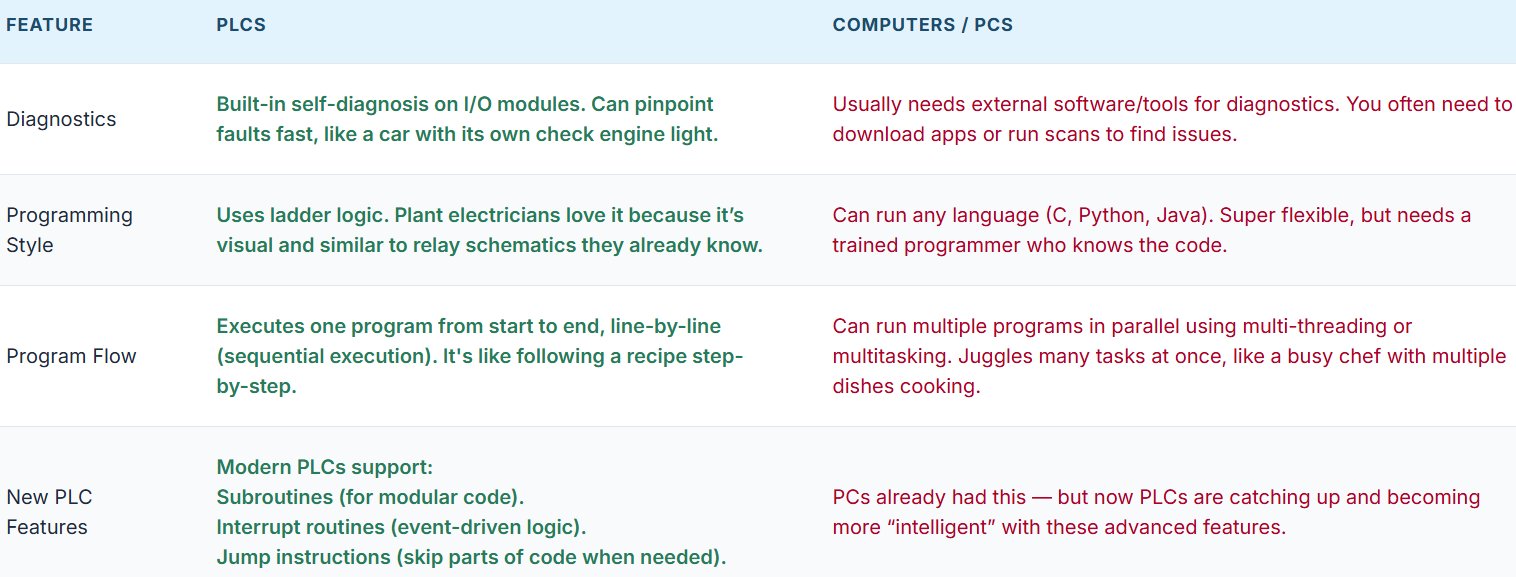 FEATURE PLCS COMPUTERS / PCS
Diagnostics
Built-in self-diagnosis on I/O modules. Can pinpoint
faults fast, like a car with its own check engine light.
Usually needs external software/tools for diagnostics. You often need to
download apps or run scans to find issues.
Programming
Style
Uses ladder logic. Plant electricians love it because it’s
visual and similar to relay schematics they already know.
Can run any language (C, Python, Java). Super flexible, but needs a
trained programmer who knows the code.
Program Flow
Executes one program from start to end, line-by-line
(sequential execution). It's like following a recipe step-
by-step.
Can run multiple programs in parallel using multi-threading or
multitasking. Juggles many tasks at once, like a busy chef with multiple
dishes cooking.
New PLC
Features
Modern PLCs support:
Subroutines (for modular code).
Interrupt routines (event-driven logic).
Jump instructions (skip parts of code when needed).
PCs already had this — but now PLCs are catching up and becoming
more “intelligent” with these advanced features.